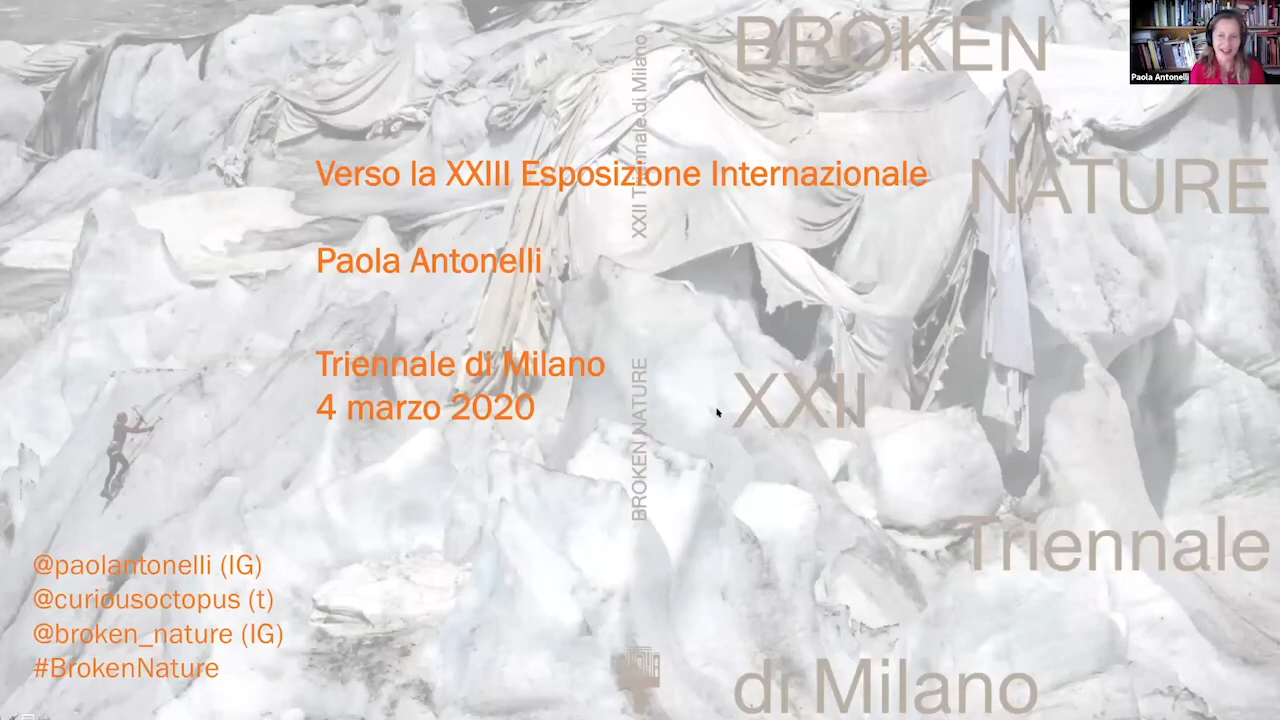 BROKEN
NATURE
XXII
Triennale
di Milano
XXII Triennale di Milano
BROKEN NATURE
Verso la XXIII Esposizione Internazionale
Paola Antonelli
Triennale di Milano
4 marzo 2020
@paolantonelli (IG)
@curiousoctopus (t)
@broken_nature (IG)
#BrokenNature
Paola Antonelli